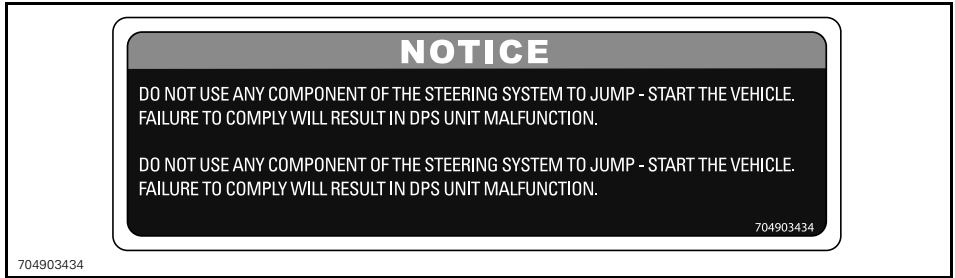 NOTICE
DO NOT USE ANY COMPONENT OF THE STEERING SYSTEM TO JUMP - START THE VEHICLE.
FAILURE TO COMPLY WILL RESULT IN DPS UNIT MALFUNCTION.
DO NOT USE ANY COMPONENT OF THE STEERING SYSTEM TO JUMP - START THE VEHICLE.
FAILURE TO COMPLY WILL RESULT IN DPS UNIT MALFUNCTION.
704903434
704903434